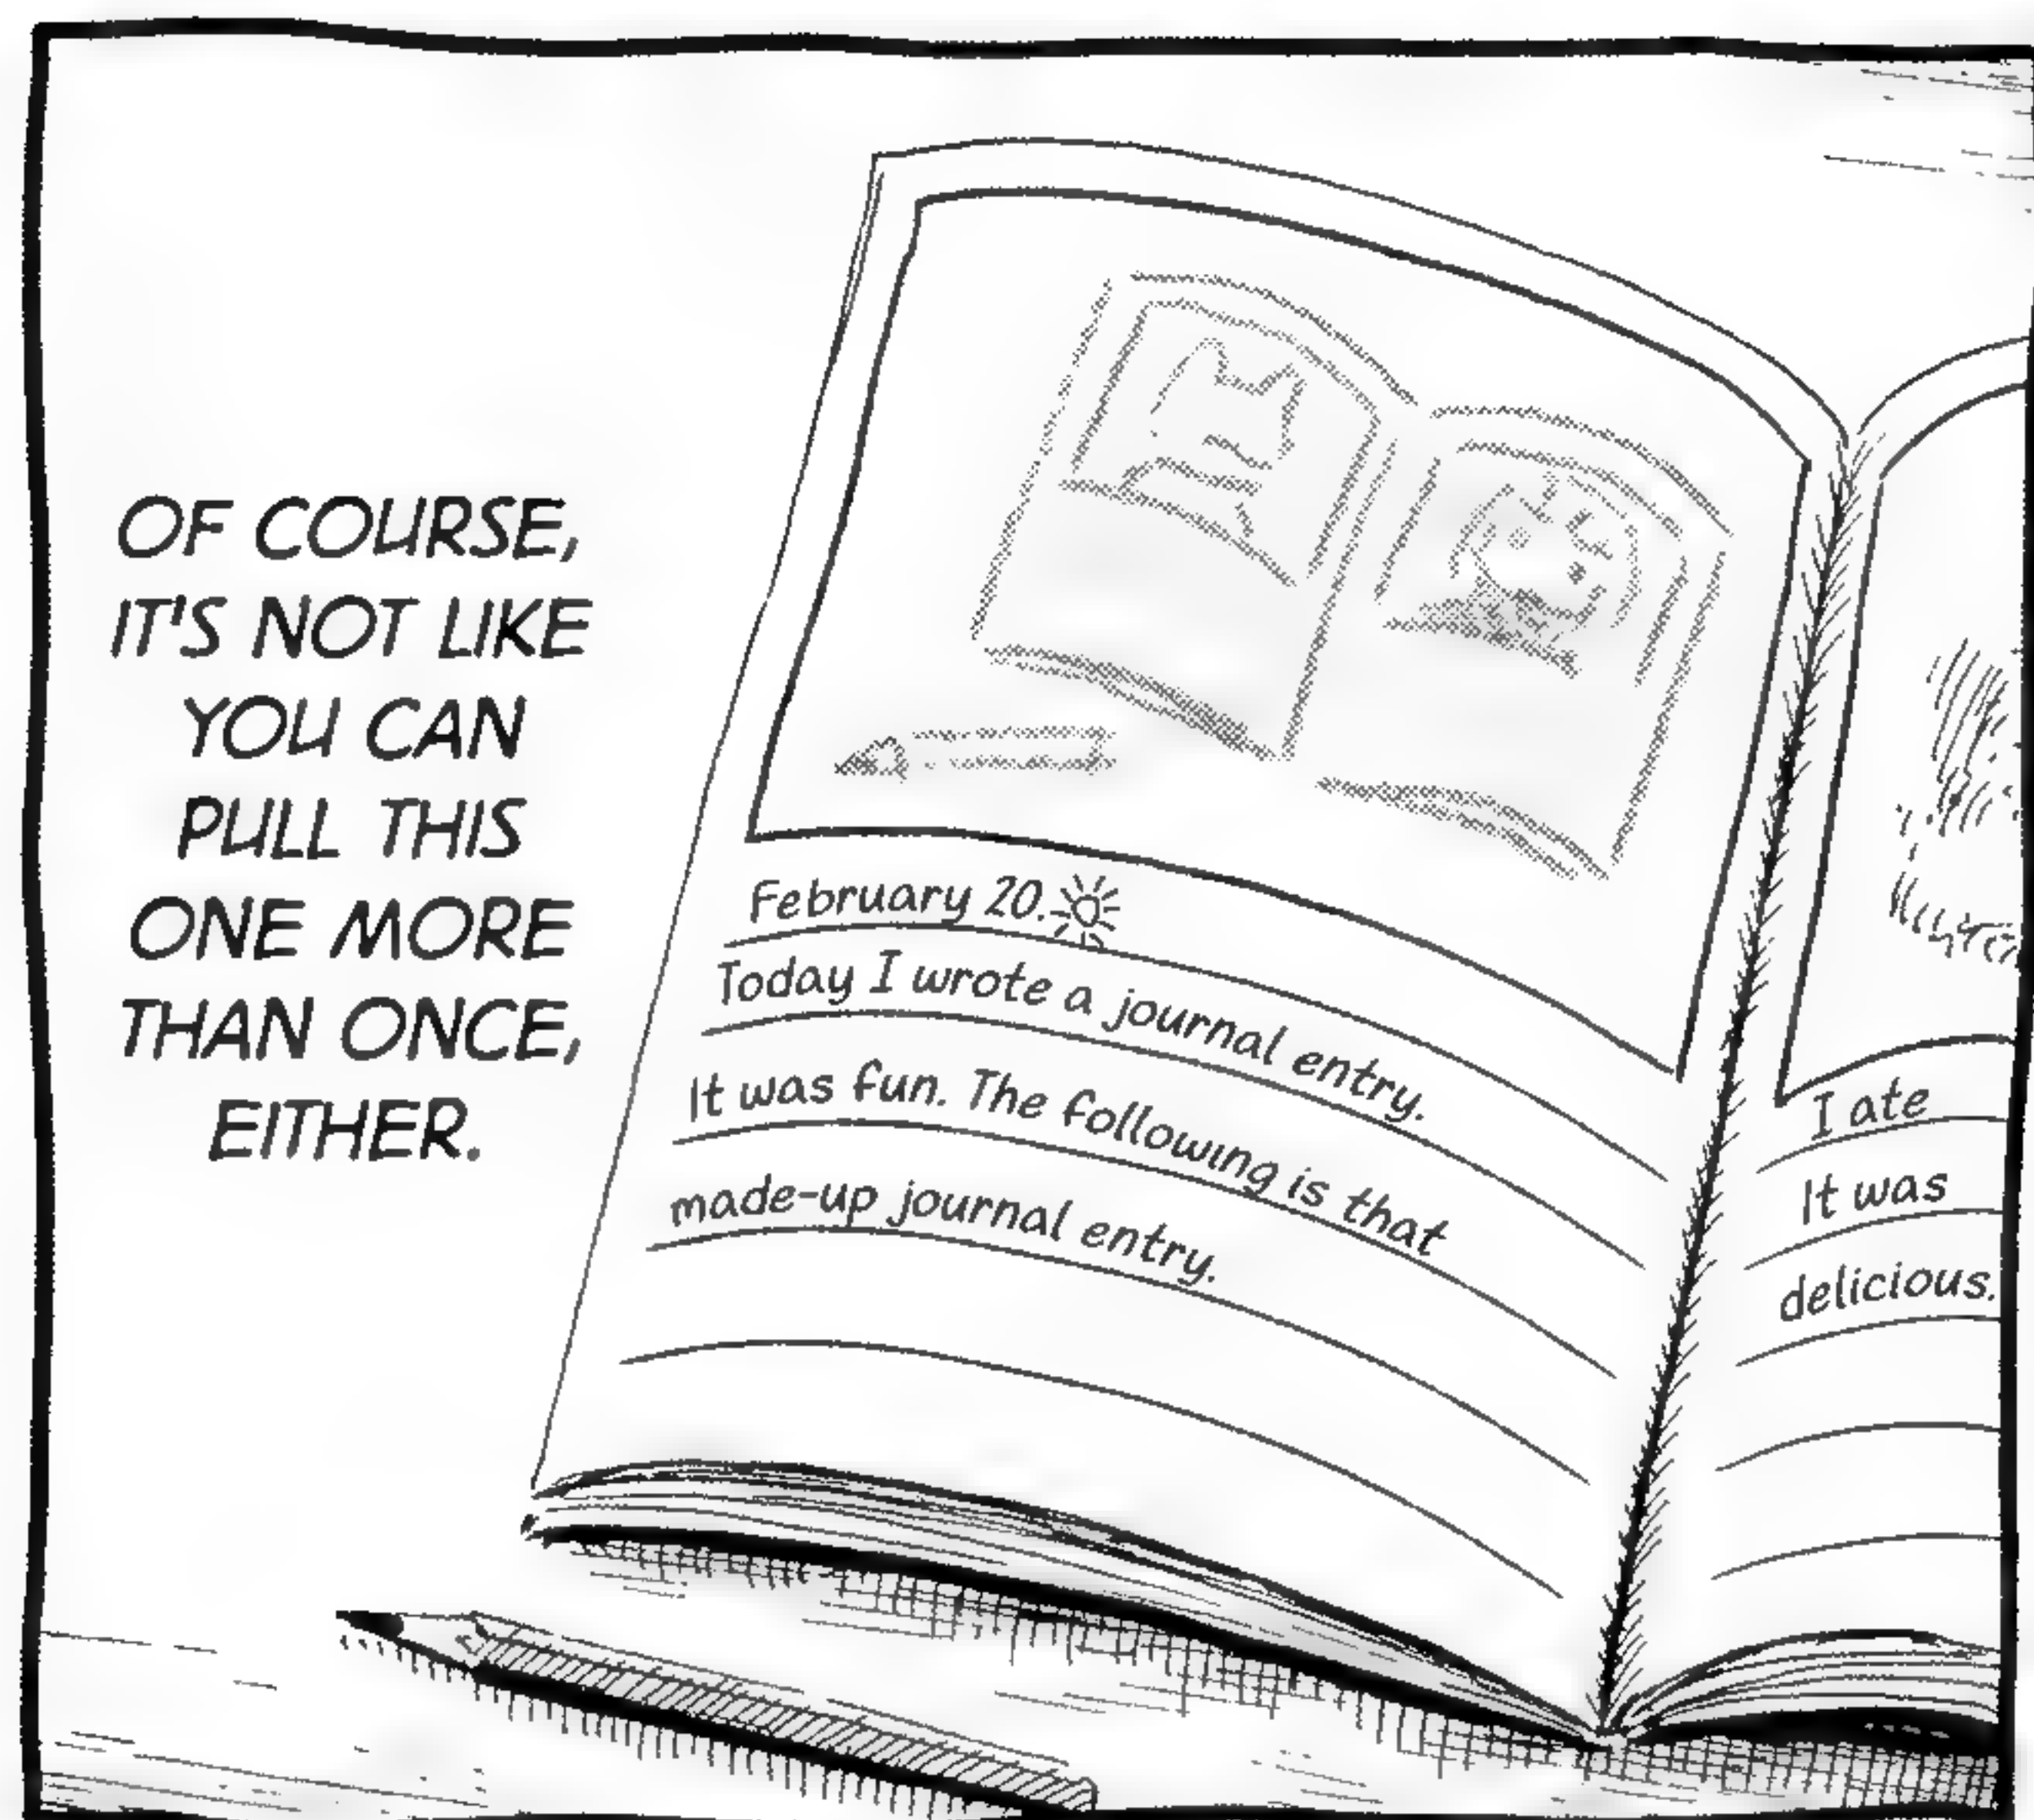 OF COURSE,
IT'S NOT LIKE
YOU CAN
PULL THIS
ONE MORE
THAN ONCE,
EITHER.
February 20.
Today I wrote a journal entry.
It was fun. The following is that
made-up journal entry.
I ate
It was
delicious.